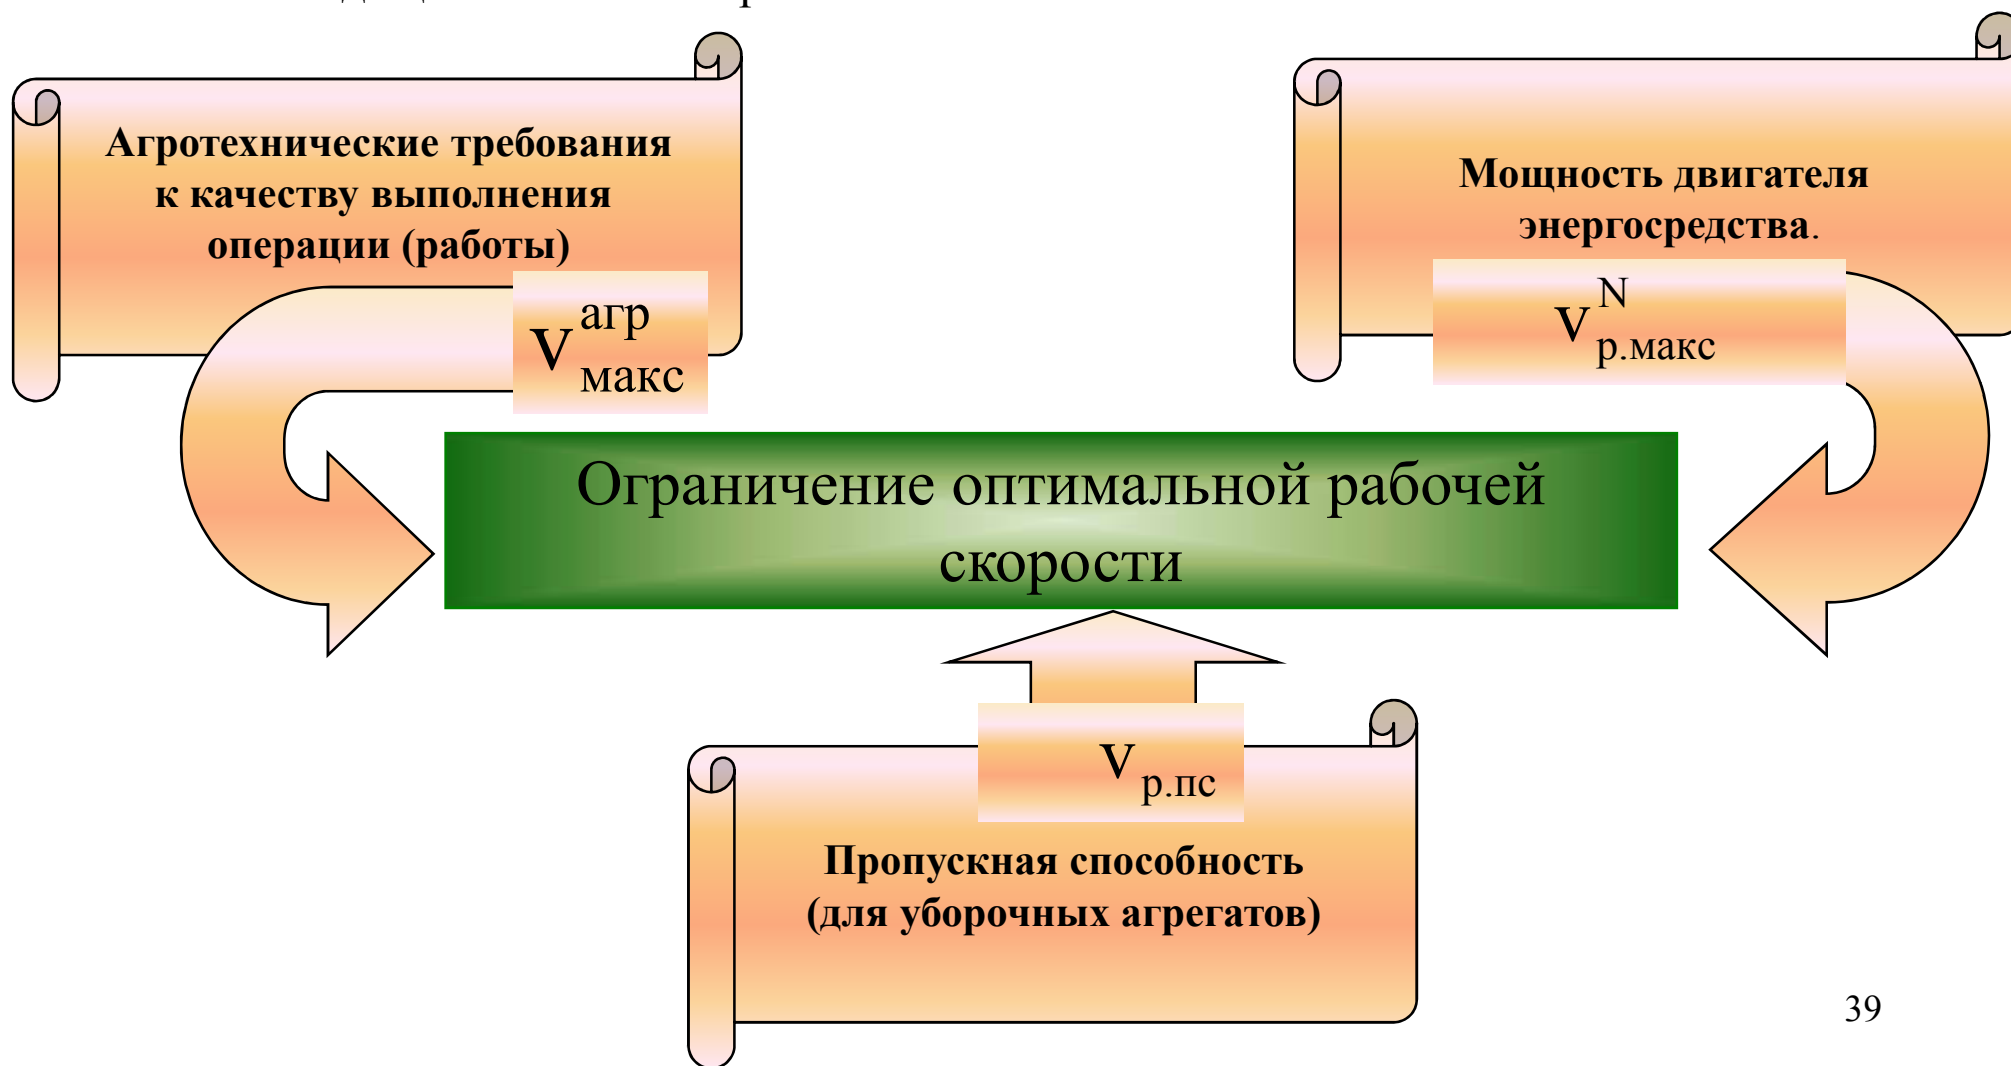 Агротехнические требования
к качеству выполнения
операции (работы)
v агр макс
Мощность двигателя
энергосредства.
v N р.макс
Ограничение оптимальной рабочей
скорости
v р.пс
Пропускная способность
(для уборочных агрегатов)
39